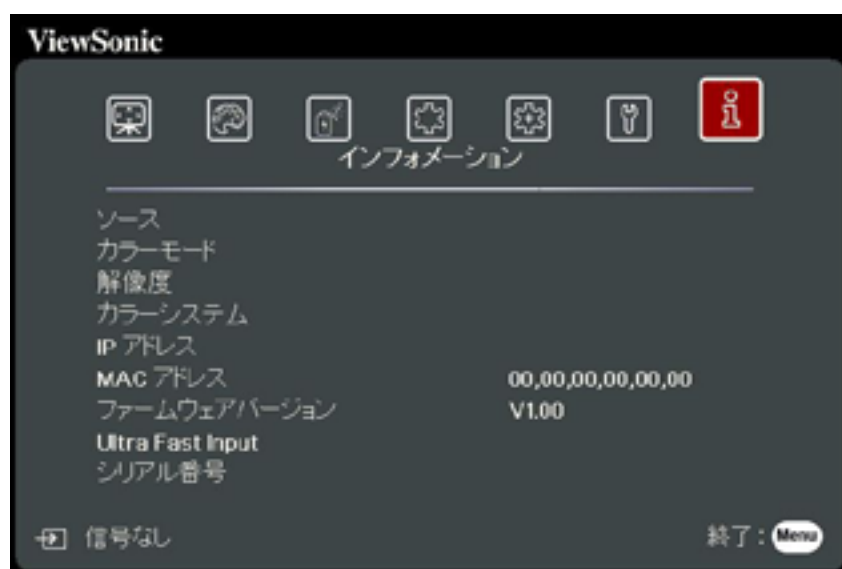 ViewSonic
インフォメーション
ソース
カラーモード
解像度
カラーシステム
IP アドレス
MAC アドレス 00,00,00,00,00,00
ファームウェアバージョン V1.00
Ultra Fast Input
シリアル番号
信号なし 終了: Menu